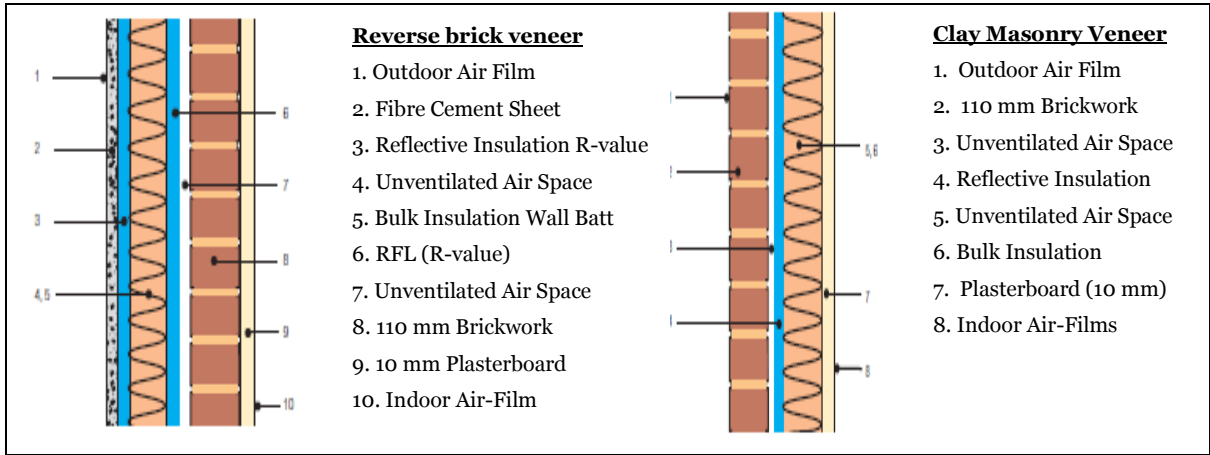 Reverse brick veneer
1. Outdoor Air Film
2. Fibre Cement Sheet
3. Reflective Insulation R-value
4. Unventilated Air Space
5. Bulk Insulation Wall Batt
6. RFL (R-value)
7. Unventilated Air Space
8. 110 mm Brickwork
9. 10 mm Plasterboard
10. Indoor Air-Film
1
2
3
4,5
6
7
8
9
10
Clay Masonry Veneer
1. Outdoor Air Film
2. 110 mm Brickwork
3. Unventilated Air Space
4. Reflective Insulation
5. Unventilated Air Space
6. Bulk Insulation
7. Plasterboard (10 mm)
8. Indoor Air-Films
5,6
7
8